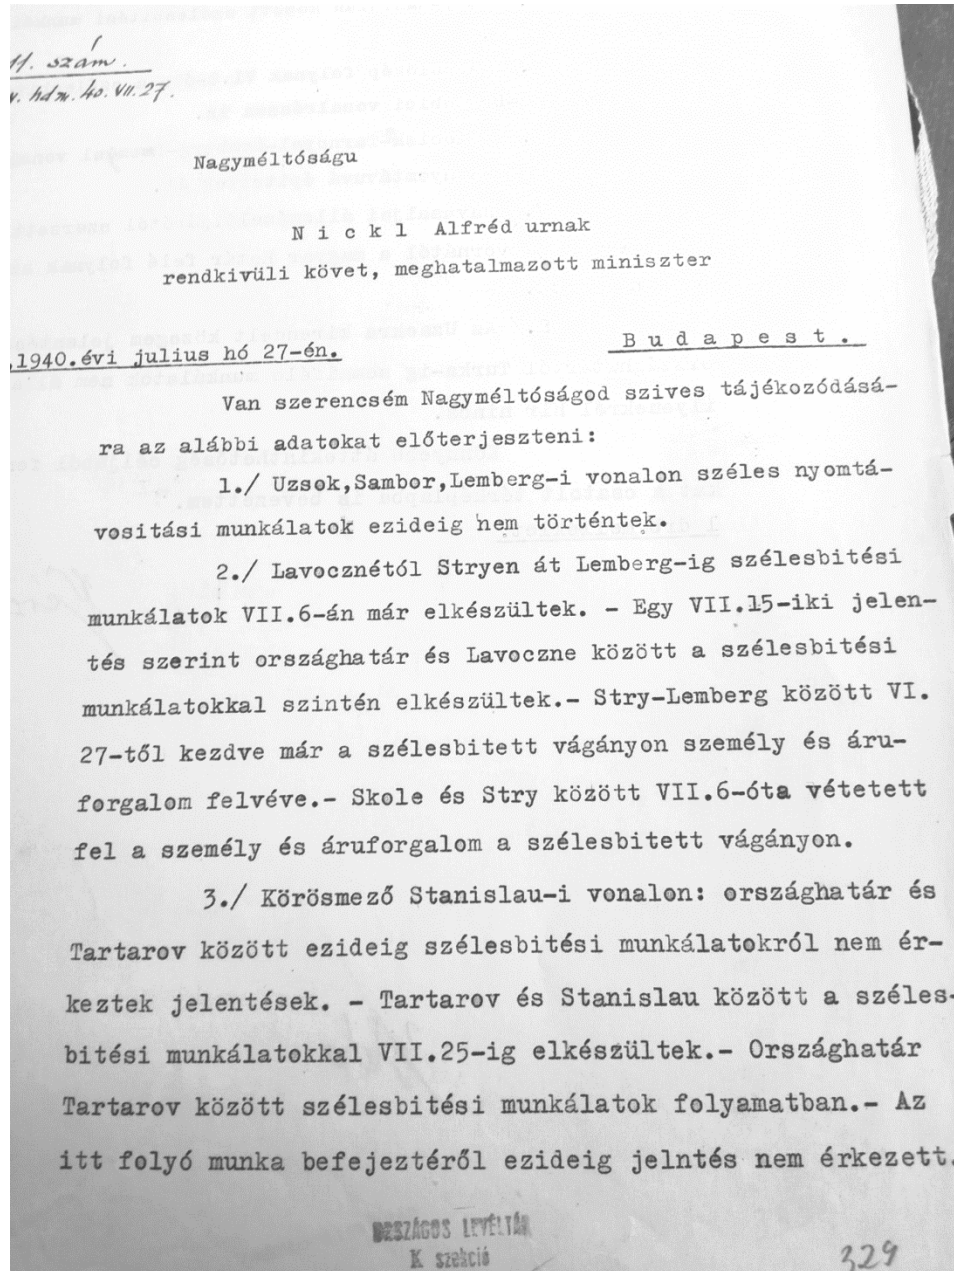 11. szám.
v. hdm. 40. VII. 27.
Nagyméltóságu
N i c k l Alfréd urnak
rendkivüli követ, meghatalmazott miniszter
1940.évi julius hó 27-én.
B u d a p e s t .
Van szerencsém Nagyméltóságod szives tájékozódásá-
ra az alábbi adatokat előterjeszteni:
1./ Uzsok,Sambor,Lemberg-i vonalon széles nyomtá-
vositási munkálatok ezideig nem történtek.
2./ Lavocznétól Stryen át Lemberg-ig szélesbitési
munkálatok VII.6-án már elkészültek. - Egy VII.15-iki jelen-
tés szerint országhatár és Lavoczne között a szélesbitési
munkálatokkal szintén elkészültek.- Stry-Lemberg között VI.
27-től kezdve már a szélesbitett vágányon személy és áru-
forgalom felvéve.- Skole és Stry között VII.6-óta vétetett
fel a személy és áruforgalom a szélesbitett vágányon.
3./ Körösmező Stanislau-i vonalon: országhatár és
Tartarov között ezideig szélesbitési munkálatokról nem ér-
keztek jelentések. - Tartarov és Stanislau között a széles-
bitési munkálatokkal VII.25-ig elkészültek.- Országhatár
Tartarov között szélesbitési munkálatok folyamatban.- Az
itt folyó munka befejeztéről ezideig jelntés nem érkezett.
ORSZÁGOS LEVÉLTÁR
K szekció
329